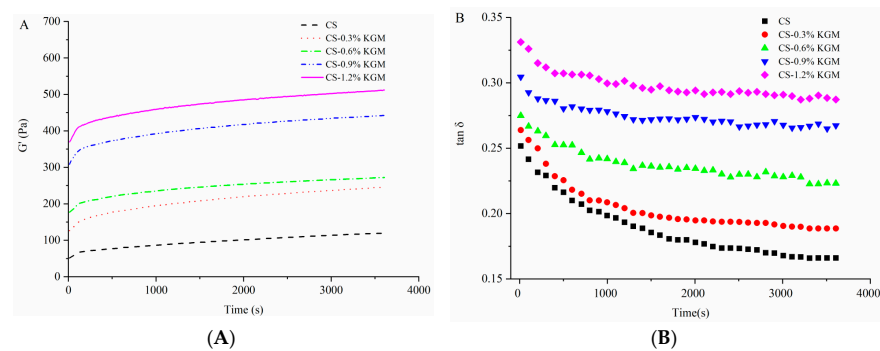 A
CS
CS-0.3% KGM
CS-0.6% KGM
CS-0.9% KGM
CS-1.2% KGM
700
600
500
400
300
200
100
0
G' (Pa)
0
1000
2000
3000
4000
Time (s)
(A)
B
CS
CS-0.3% KGM
CS-0.6% KGM
CS-0.9% KGM
CS-1.2% KGM
0.35
0.30
0.25
0.20
0.15
tan δ
0
1000
2000
3000
4000
Time(s)
(B)